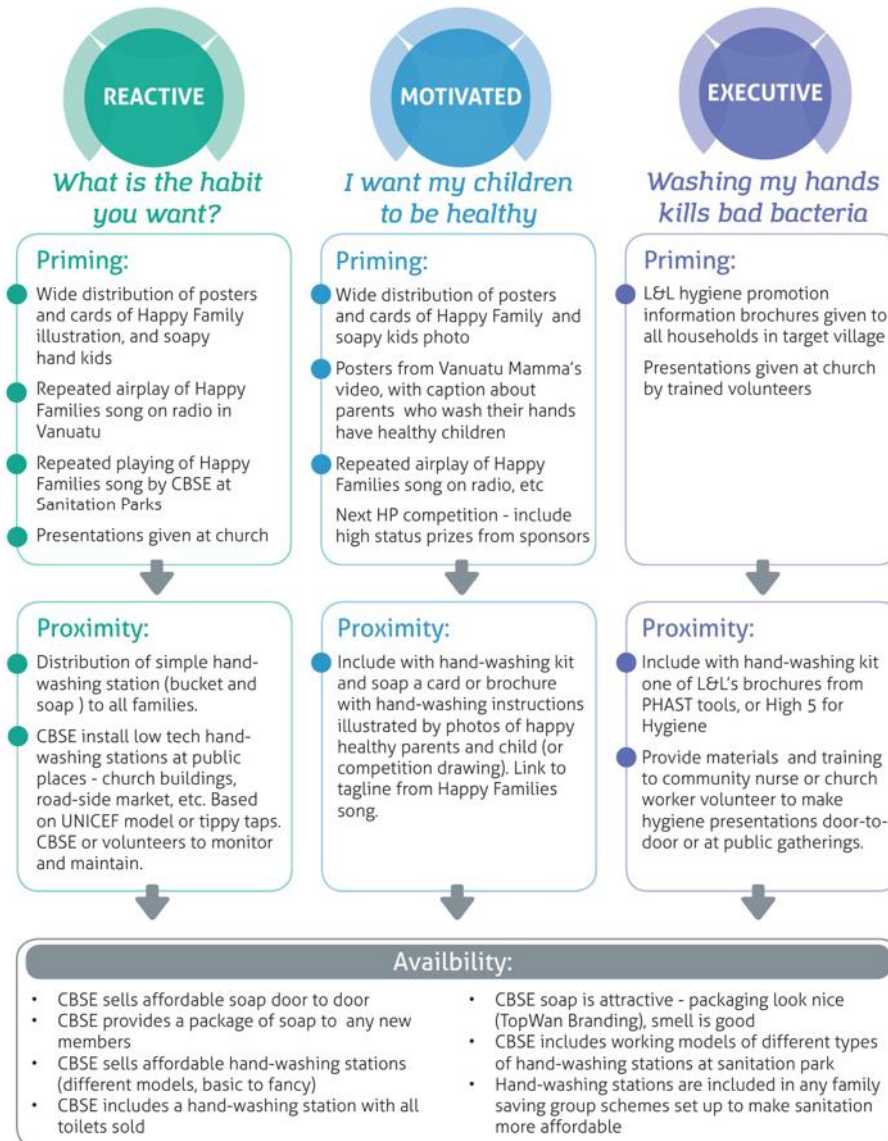 REACTIVE
What is the habit
you want?
Priming:
Wide distribution of posters
and cards of Happy Family
illustration, and soapy
hand kids
Repeated airplay of Happy
Families song on radio in
Vanuatu
Repeated playing of Happy
Families song by CBSE at
Sanitation Parks
Presentations given at church
Proximity:
Distribution of simple hand-
washing station (bucket and
soap ) to all families.
CBSE install low tech hand-
washing stations at public
places - church buildings,
road-side market, etc. Based
on UNICEF model or tippy taps.
CBSE or volunteers to monitor
and maintain.
MOTIVATED
I want my children
to be healthy
Priming:
Wide distribution of posters
and cards of Happy Family and
soapy kids photo
Posters from Vanuatu Mamma's
video, with caption about
parents who wash their hands
have healthy children
Repeated airplay of Happy
Families song on radio, etc
Next HP competition - include
high status prizes from sponsors
Proximity:
Include with hand-washing kit
and soap a card or brochure
with hand-washing instructions
illustrated by photos of happy
healthy parents and child (or
competition drawing). Link to
tagline from Happy Families
song.
EXECUTIVE
Washing my hands
kills bad bacteria
Priming:
L&L hygiene promotion
information brochures given to
all households in target village
Presentations given at church
by trained volunteers
Proximity:
Include with hand-washing kit
one of L&L's brochures from
PHAST tools, or High 5 for
Hygiene
Provide materials and training
to community nurse or church
worker volunteer to make
hygiene presentations door-to-
door or at public gatherings.
Availbility:
• CBSE sells affordable soap door to door
• CBSE provides a package of soap to any new
members
• CBSE sells affordable hand-washing stations
(different models, basic to fancy)
• CBSE includes a hand-washing station with all
toilets sold
• CBSE soap is attractive - packaging look nice
(TopWan Branding), smell is good
• CBSE includes working models of different types
of hand-washing stations at sanitation park
• Hand-washing stations are included in any family
saving group schemes set up to make sanitation
more affordable